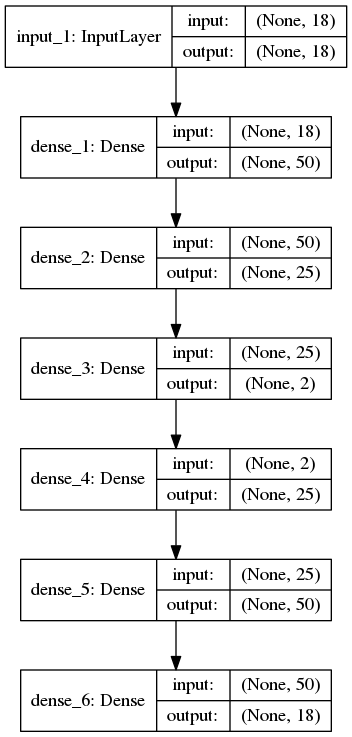 input_1: InputLayer input: (None, 18)
output: (None, 18)
dense_1: Dense input: (None, 18)
output: (None, 50)
dense_2: Dense input: (None, 50)
output: (None, 25)
dense_3: Dense input: (None, 25)
output: (None, 2)
dense_4: Dense input: (None, 2)
output: (None, 25)
dense_5: Dense input: (None, 25)
output: (None, 50)
dense_6: Dense input: (None, 50)
output: (None, 18)